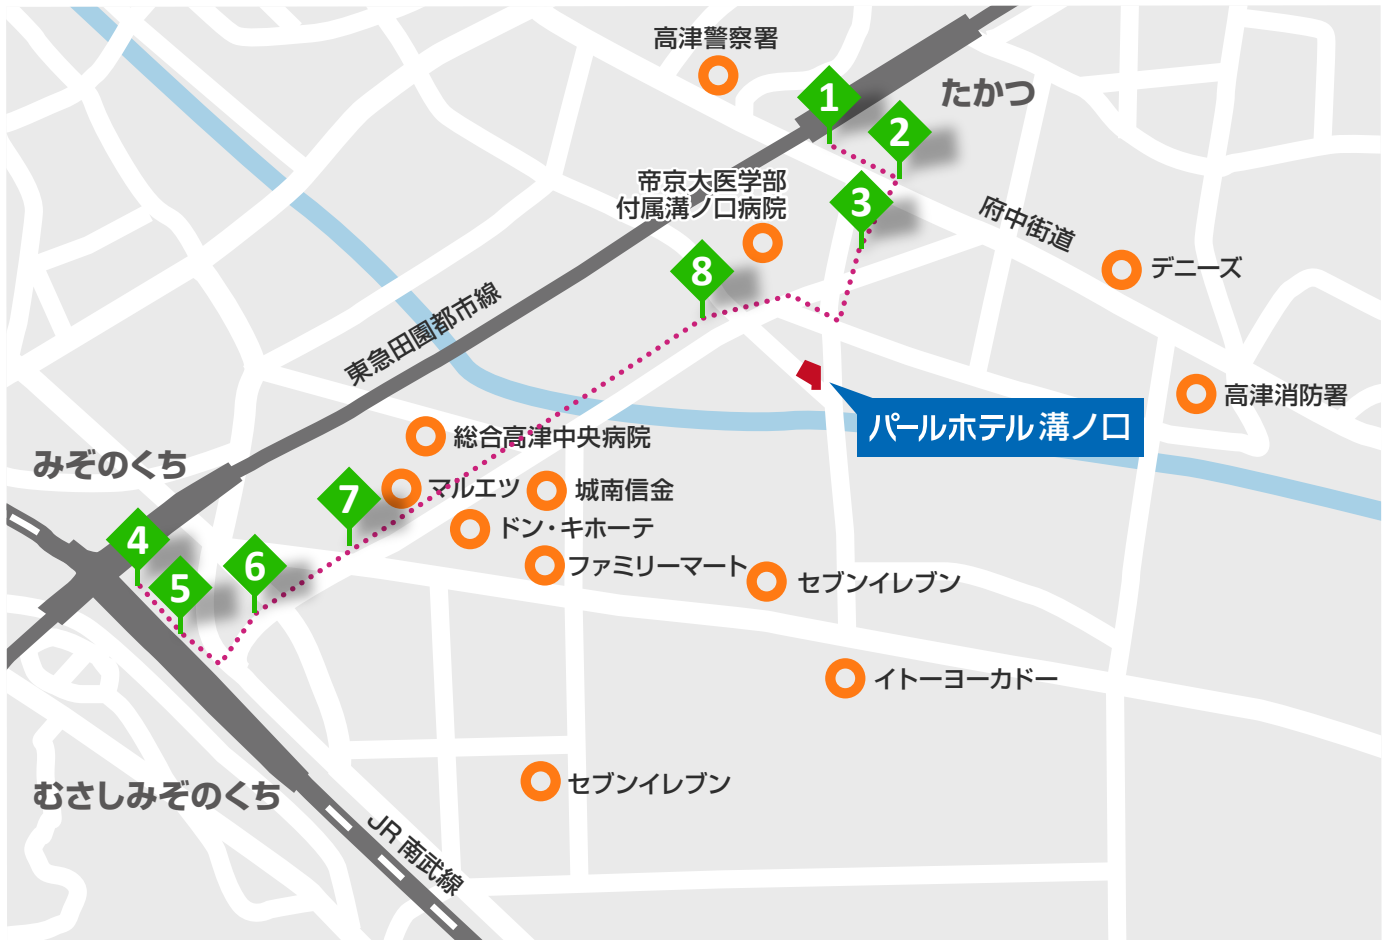 高津警察署
1
たかつ
2
帝京大医学部
付属溝ノ口病院
3
府中街道
デニーズ
8
東急田園都市線
高津消防署
パールホテル 溝ノ口
総合高津中央病院
みぞのくち
マルエツ
城南信金
7
ドン・キホーテ
4
ファミリーマート
6
5
セブンイレブン
イトーヨーカドー
セブンイレブン
むさしみぞのくち
JR 南武線